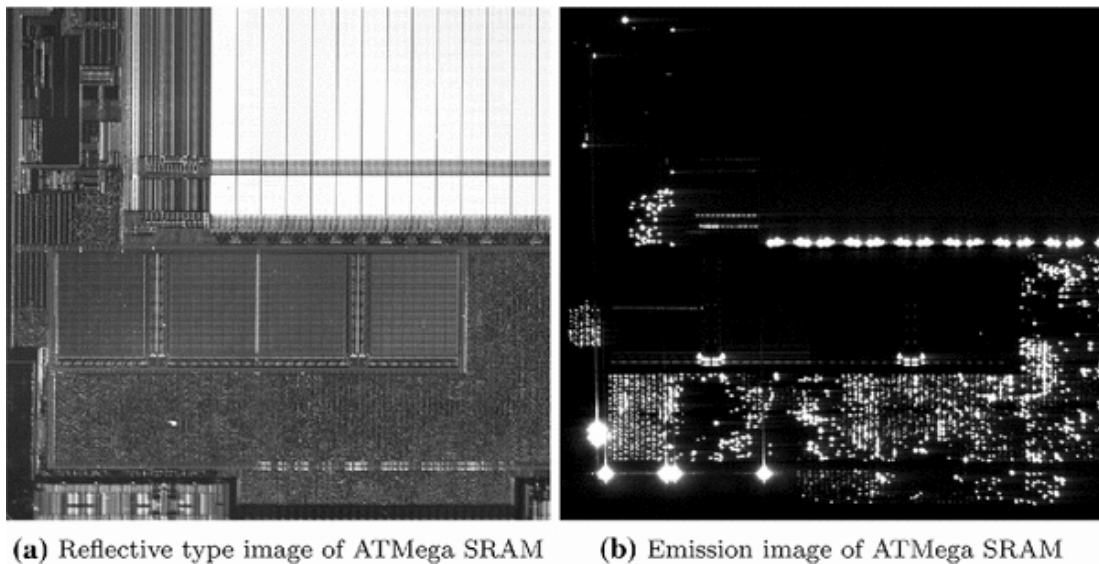 (a) Reflective type image of ATMega SRAM
(b) Emission image of ATMega SRAM